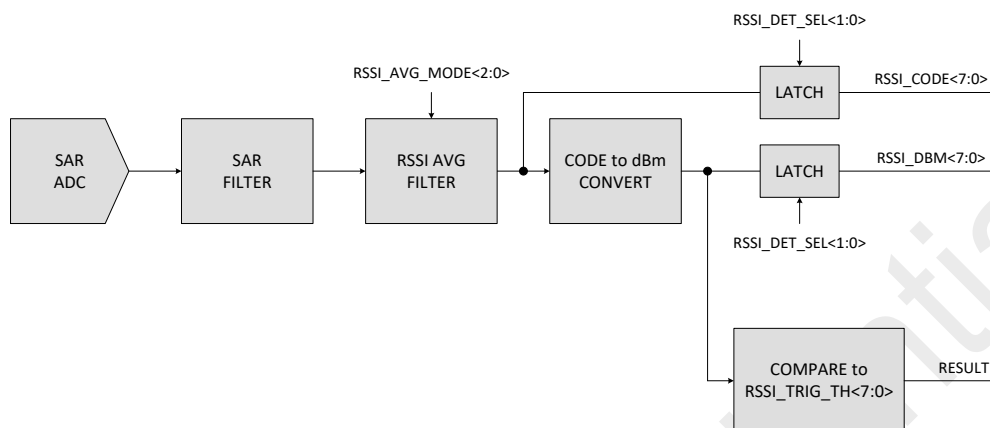 RSSI_DET_SEL<1:0>
RSSI_AVG_MODE<2:0>
LATCH
RSSI_CODE<7:0>
SAR
ADC
SAR
FILTER
RSSI AVG
FILTER
CODE to dBm
CONVERT
LATCH
RSSI_DBM<7:0>
RSSI_DET_SEL<1:0>
COMPARE to
RSSI_TRIG_TH<7:0>
RESULT